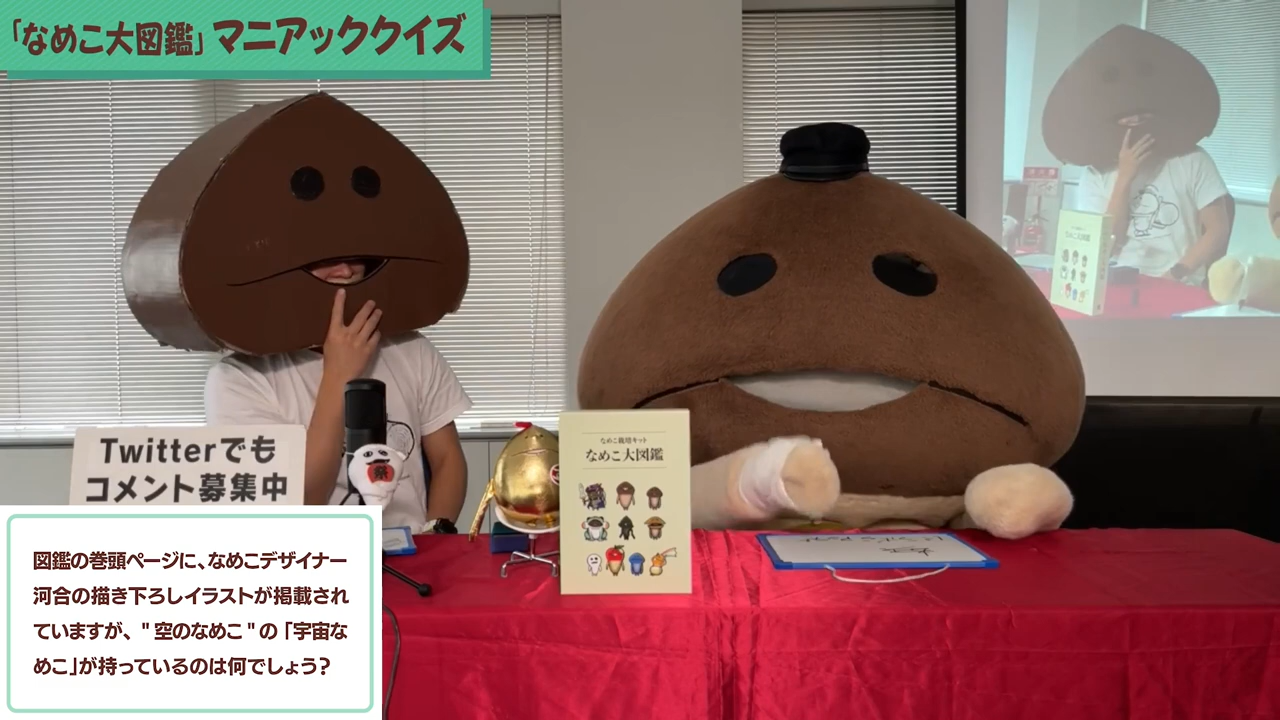 「なめこ大図鑑」マニアッククイズ
Twitterでも
コメント募集中
祭
なめこ栽培キット
なめこ大図鑑
図鑑の巻頭ページに、なめこデザイナー
河合の描き下ろしイラストが掲載され
ていますが、"空のなめこ"の「宇宙な
めこ」が持っているのは何でしょう?